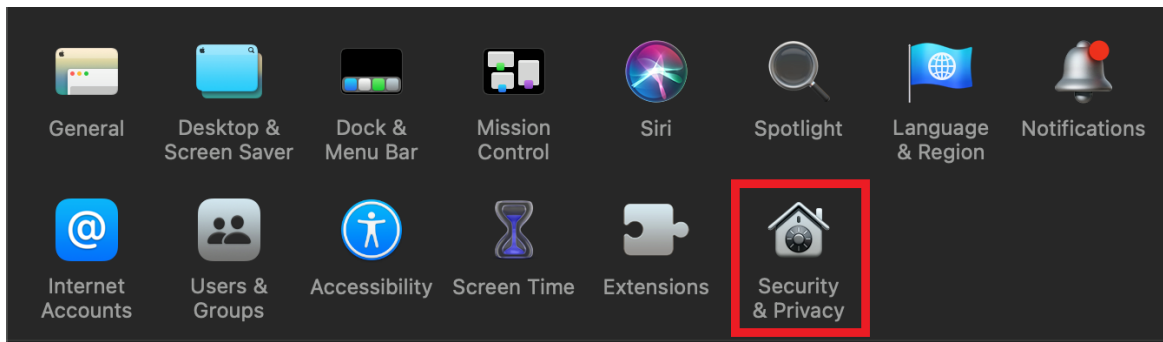 General
Desktop &
Screen Saver
Dock &
Menu Bar
Mission
Control
Siri
Spotlight
Language
& Region
Notifications
Internet
Accounts
Users &
Groups
Accessibility
Screen Time
Extensions
Security
& Privacy